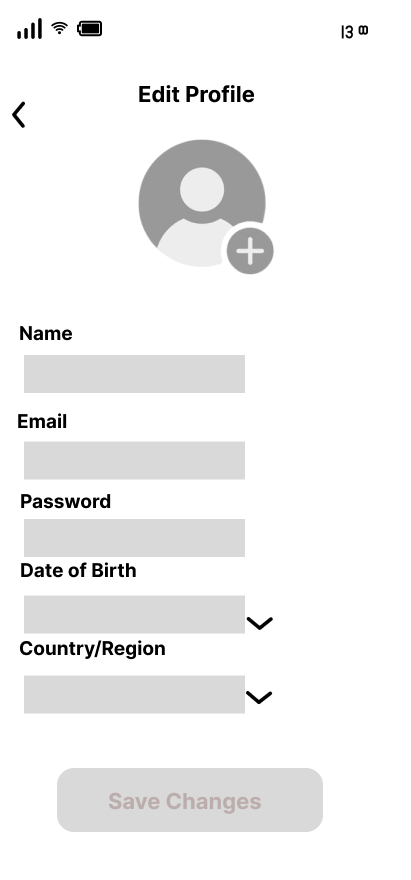 Edit Profile
Name
Email
Password
Date of Birth
Country/Region
Save Changes